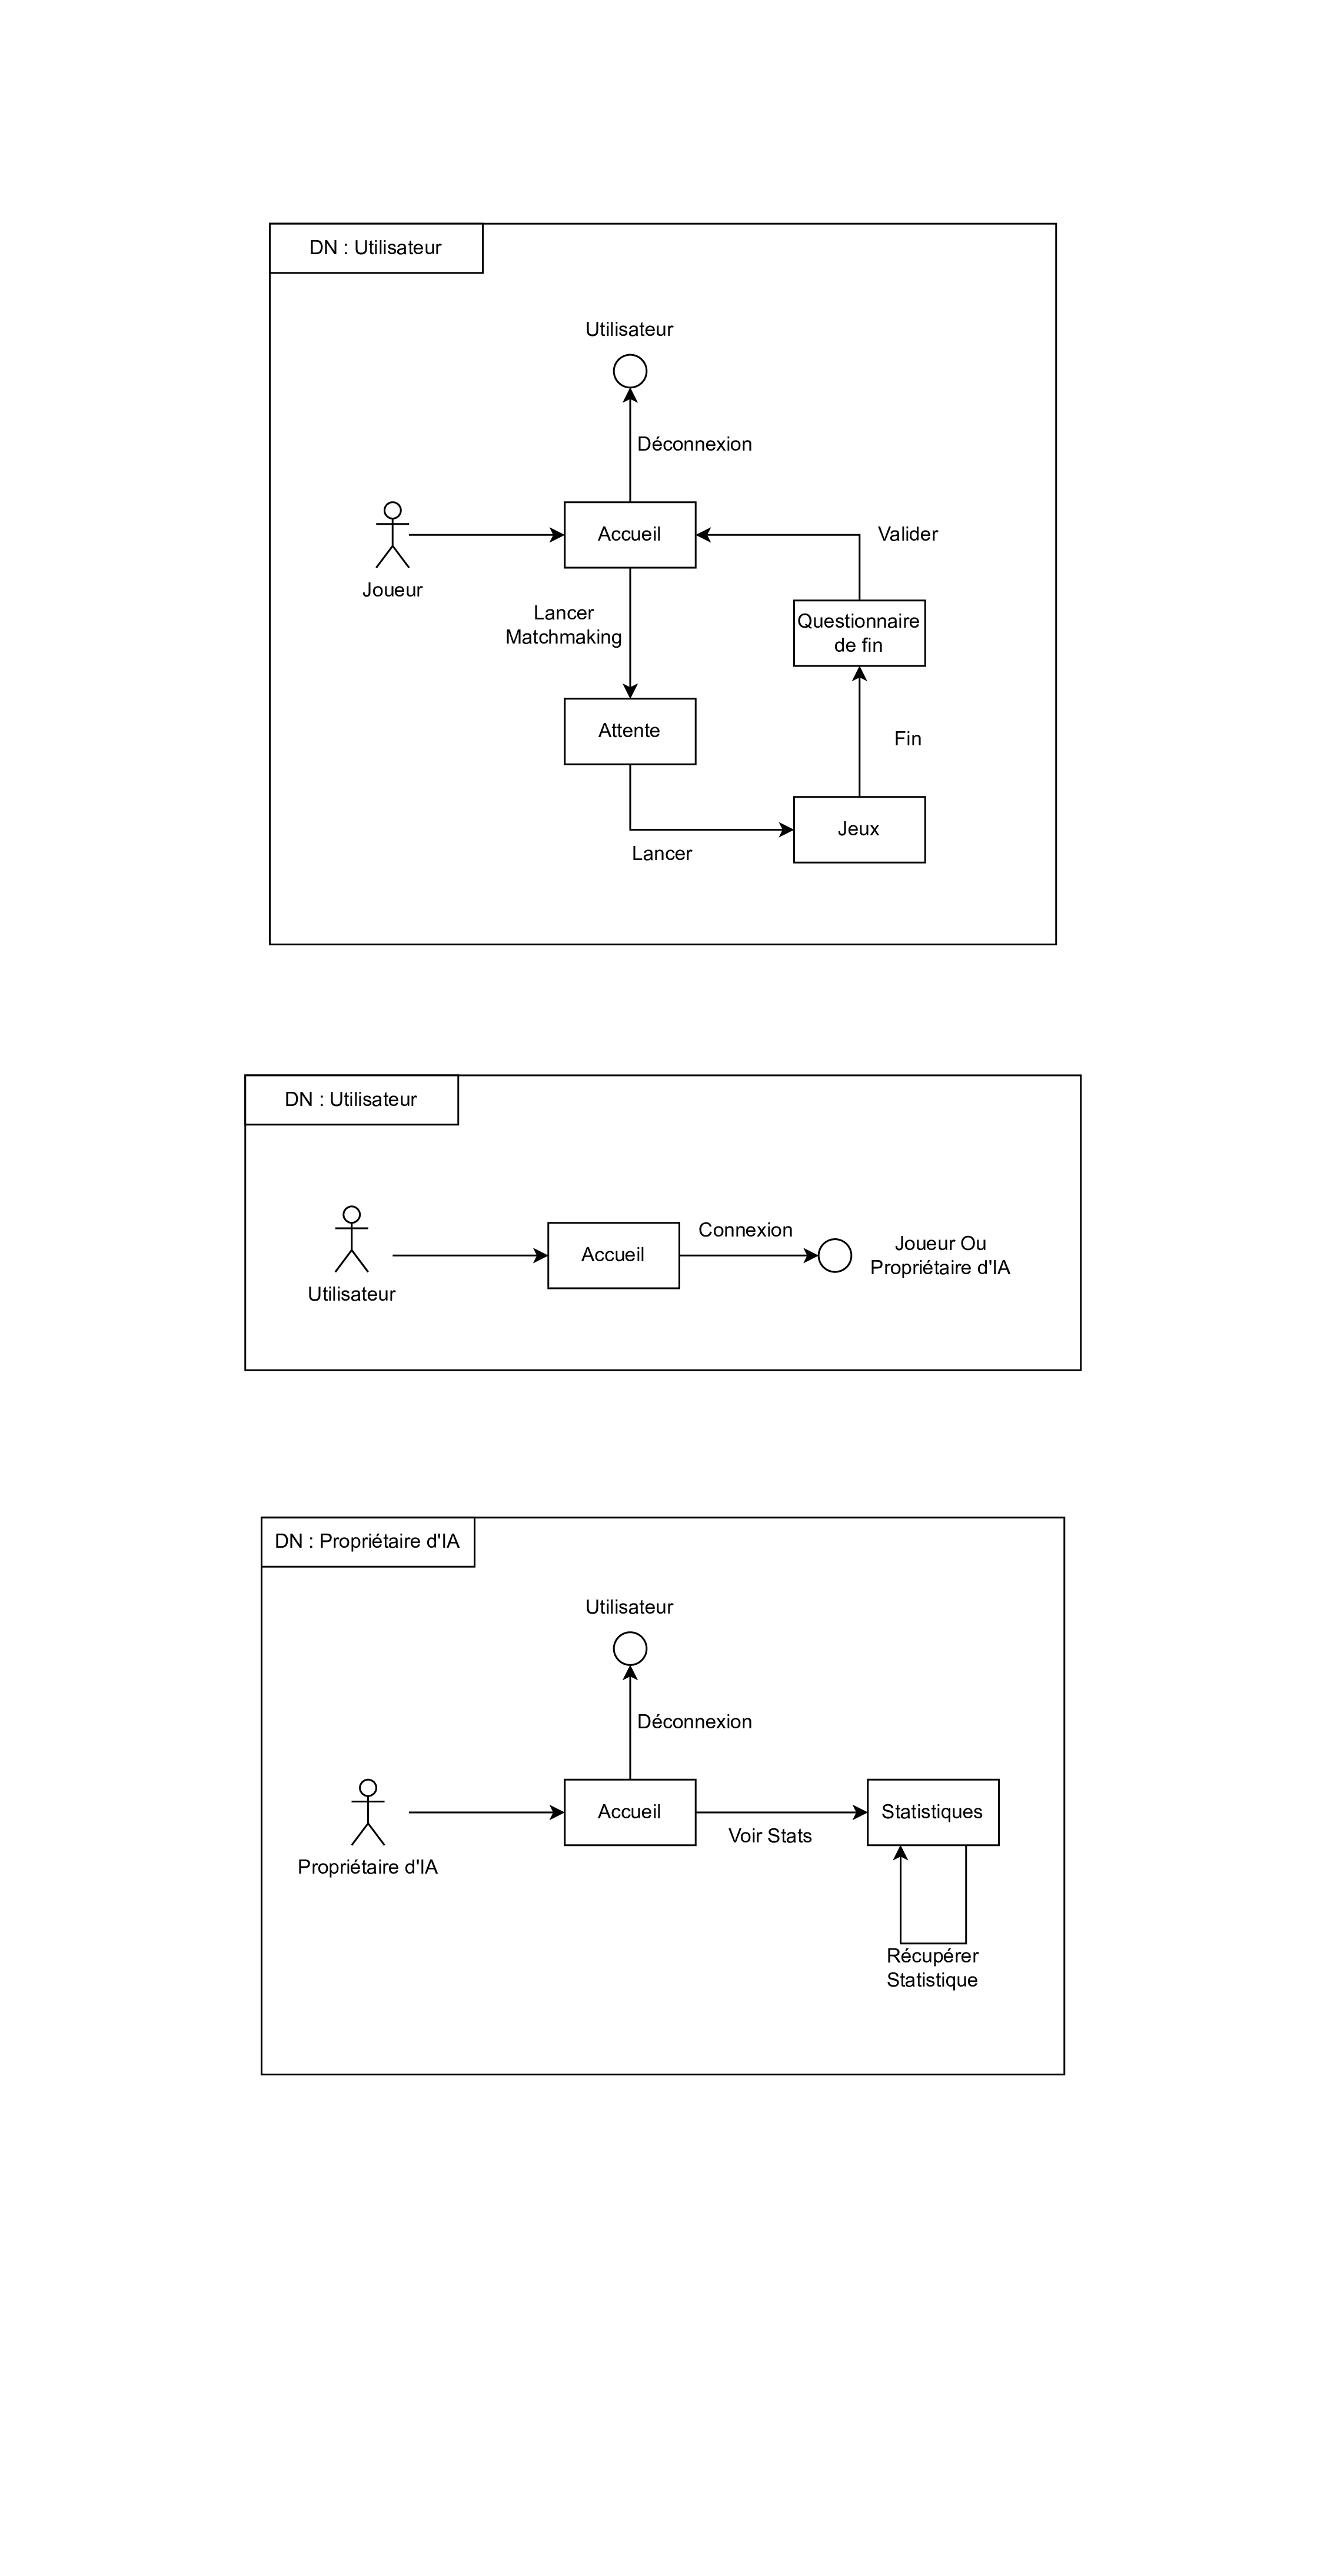 DN : Utilisateur
Utilisateur
Déconnexion
Joueur
Accueil
Valider
Lancer
Matchmaking
Questionnaire
de fin
Attente
Fin
Jeux
Lancer
DN : Utilisateur
Utilisateur
Accueil
Connexion
Joueur Ou
Propriétaire d'IA
DN : Propriétaire d'IA
Utilisateur
Déconnexion
Propriétaire d'IA
Accueil
Voir Stats
Statistiques
Récupérer
Statistique